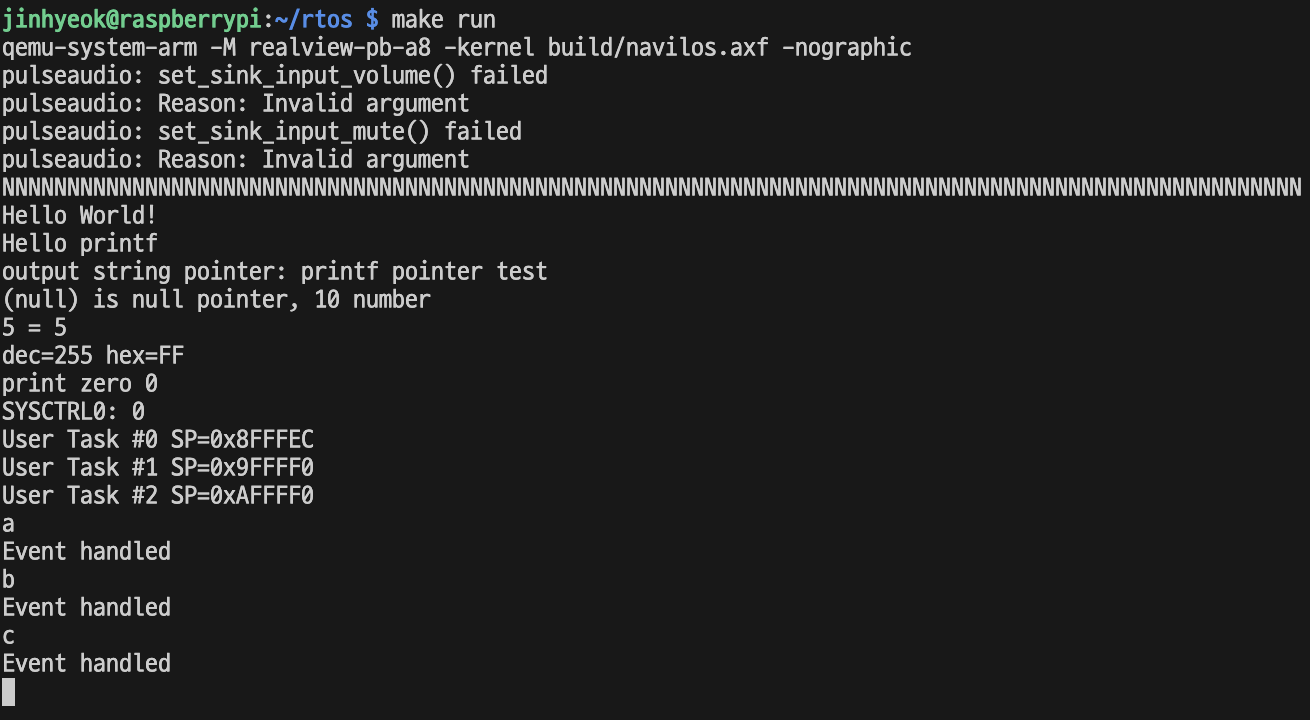 jinhyeok@raspberrypi:~/rtos $ make run
qemu-system-arm -M realview-pb-a8 -kernel build/navilos.axf -nographic
pulseaudio: set_sink_input_volume() failed
pulseaudio: Reason: Invalid argument
pulseaudio: set_sink_input_mute() failed
pulseaudio: Reason: Invalid argument
NNNNNNNNNNNNNNNNNNNNNNNNNNNNNNNNNNNNNNNNNNNNNNNNNNNNNNNNNNNNNNNNNNNNNNNNNNNNNNNNNNNNNNNNNNNNNNNNNNNN
Hello World!
Hello printf
output string pointer: printf pointer test
(null) is null pointer, 10 number
5 = 5
dec=255 hex=FF
print zero 0
SYSCTRL0: 0
User Task #0 SP=0x8FFFEC
User Task #1 SP=0x9FFFF0
User Task #2 SP=0xAFFFF0
a
Event handled
b
Event handled
c
Event handled